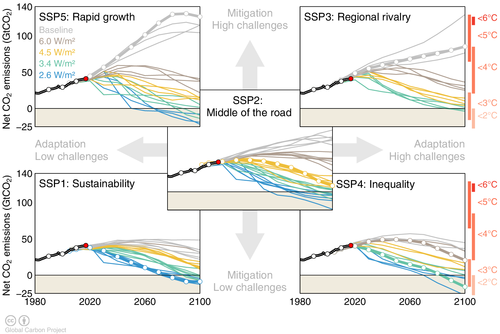 SSP5: Rapid growth
Mitigation
High challenges
SSP3: Regional rivalry
Net CO₂ emissions (GtCO₂)
140
100
50
0
−25
Baseline
6.0 W/m²
4.5 W/m²
3.4 W/m²
2.6 W/m²
<6°C
<5°C
<4°C
<3°C
<2°C
SSP2:
Middle of the road
Adaptation
Low challenges
Adaptation
High challenges
SSP1: Sustainability
SSP4: Inequality
Net CO₂ emissions (GtCO₂)
140
100
50
0
−25
1980
2020
2060
2100
Mitigation
Low challenges
1980
2020
2060
2100
<6°C
<5°C
<4°C
<3°C
<2°C
cc
Global Carbon Project